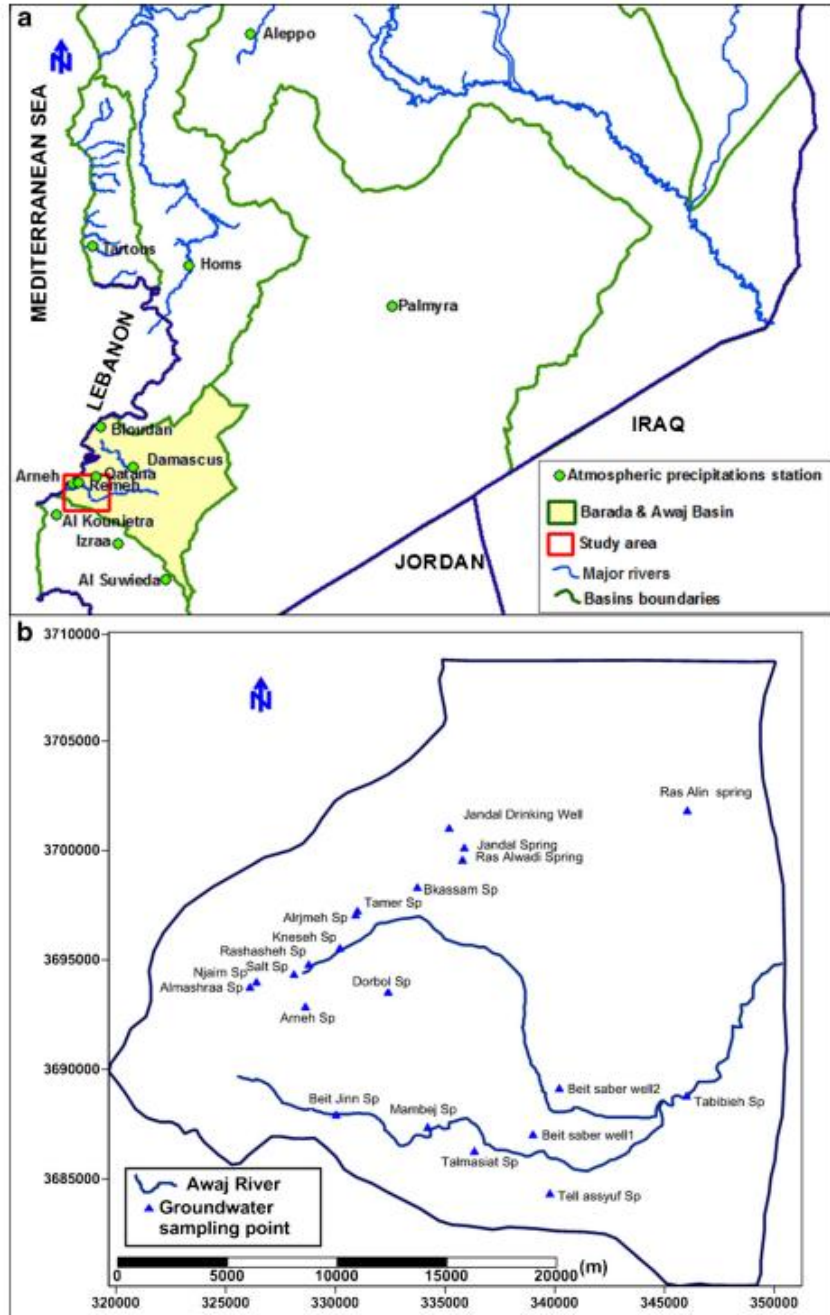 a
N
Aleppo
MEDITERRANEAN SEA
Tartous
Homs
Palmyra
LEBANON
Bloudan
IRAQ
Damascus
Arneh
Qatana
Remeh
Al Kounietra
Izraa
JORDAN
Al Suwieda
Atmospheric precipitations station
Barada & Awaj Basin
Study area
Major rivers
Basins boundaries
b
3710000
N
3705000
Ras Alin spring
Jandal Drinking Well
3700000
Jandal Spring
Ras Alwadi Spring
Bkassam Sp
Tamer Sp
Alrjmeh Sp
Kneseh Sp
3695000
Rashasheh Sp
Salt Sp
Njaim Sp
Almashraa Sp
Dorbol Sp
Arneh Sp
3690000
Beit saber well2
Beit Jinn Sp
Tabibieh Sp
Mambej Sp
Beit saber well1
3685000
Talmasiat Sp
Tell assyuf Sp
Awaj River
Groundwater
sampling point
0 5000 10000 15000 20000 (m)
320000 325000 330000 335000 340000 345000 350000